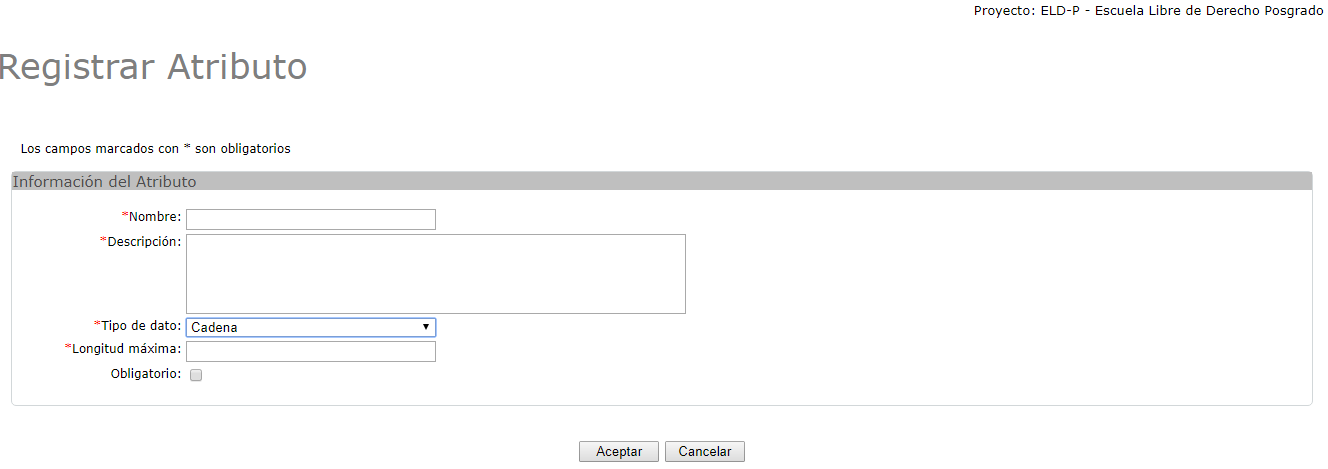 Proyecto: ELD-P - Escuela Libre de Derecho Posgrado
Registrar Atributo
Los campos marcados con * son obligatorios
Información del Atributo
*Nombre:
*Descripción:
*Tipo de dato: Cadena
*Longitud máxima:
Obligatorio:
Aceptar Cancelar